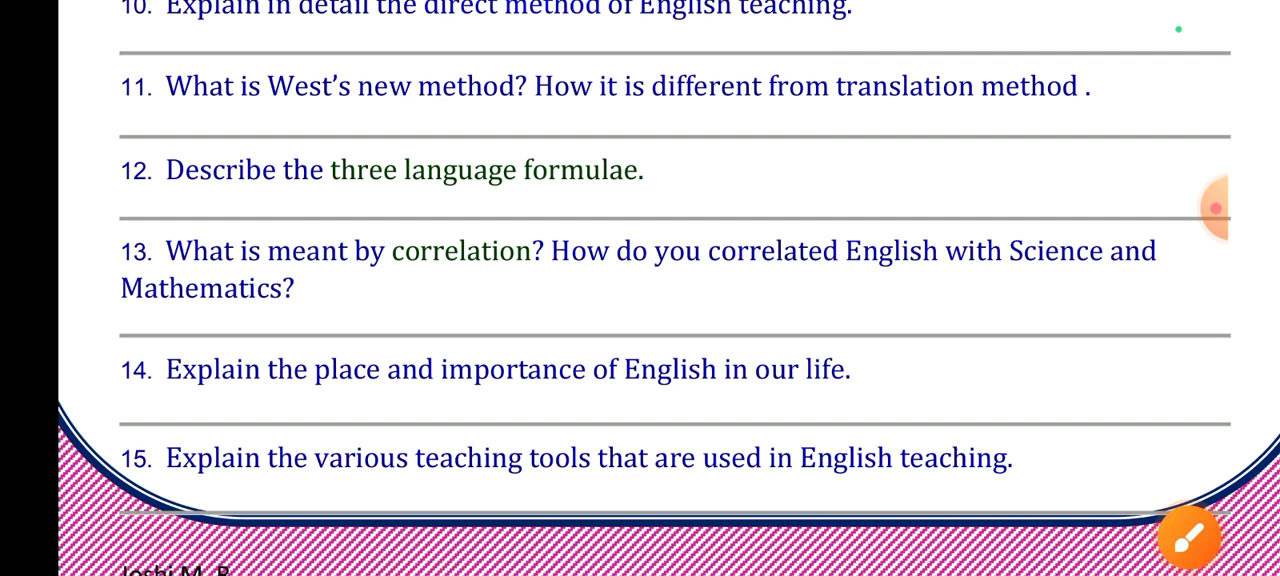 10. Explain in detail the direct method of English teaching.
11. What is West’s new method? How it is different from translation method .
12. Describe the three language formulae.
13. What is meant by correlation? How do you correlated English with Science and
Mathematics?
14. Explain the place and importance of English in our life.
15. Explain the various teaching tools that are used in English teaching.
Joshi M. R.